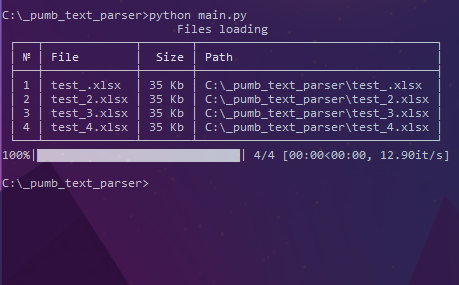 C:\_pumb_text_parser>python main.py
Files loading
№ | File | Size | Path
1 | test_.xlsx | 35 Kb | C:\_pumb_text_parser\test_.xlsx
2 | test_2.xlsx | 35 Kb | C:\_pumb_text_parser\test_2.xlsx
3 | test_3.xlsx | 35 Kb | C:\_pumb_text_parser\test_3.xlsx
4 | test_4.xlsx | 35 Kb | C:\_pumb_text_parser\test_4.xlsx
100%| | 4/4 [00:00<00:00, 12.90it/s]
C:\_pumb_text_parser>